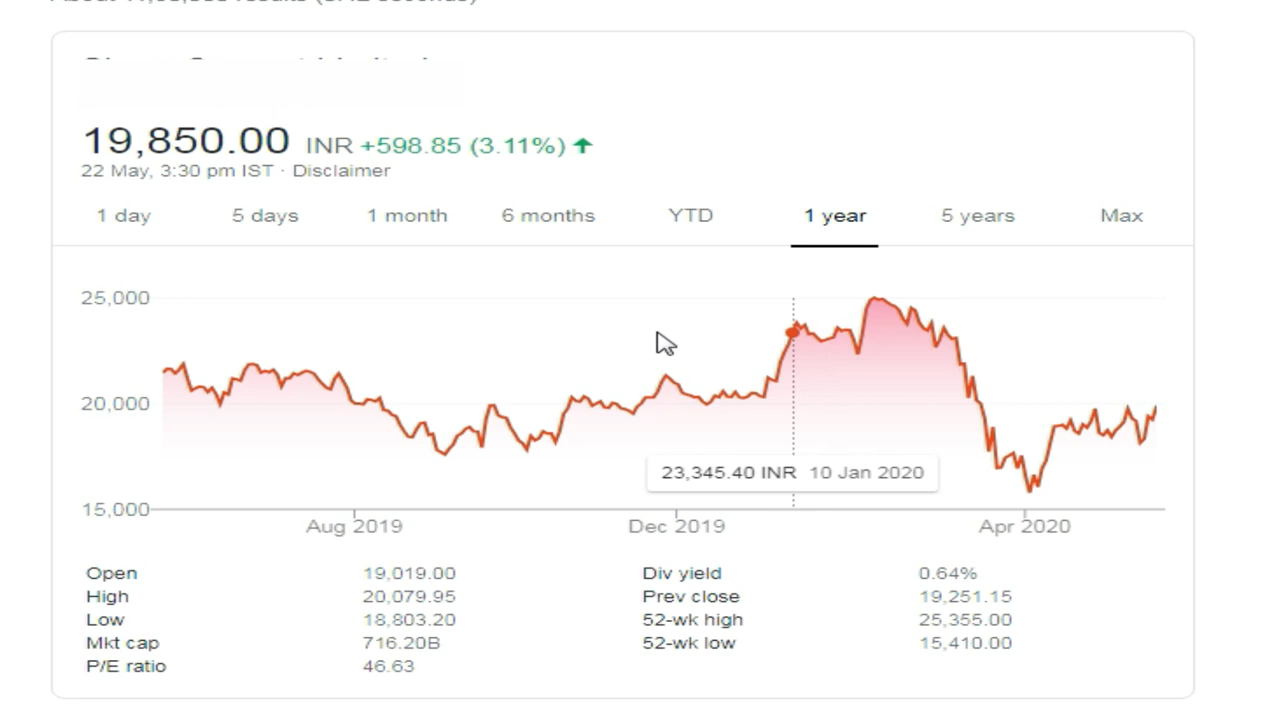 19,850.00 INR +598.85 (3.11%)
22 May, 3:30 pm IST · Disclaimer
1 day 5 days 1 month 6 months YTD 1 year 5 years Max
25,000
20,000
15,000
23,345.40 INR 10 Jan 2020
Aug 2019 Dec 2019 Apr 2020
Open 19,019.00 Div yield 0.64%
High 20,079.95 Prev close 19,251.15
Low 18,803.20 52-wk high 25,355.00
Mkt cap 716.20B 52-wk low 15,410.00
P/E ratio 46.63